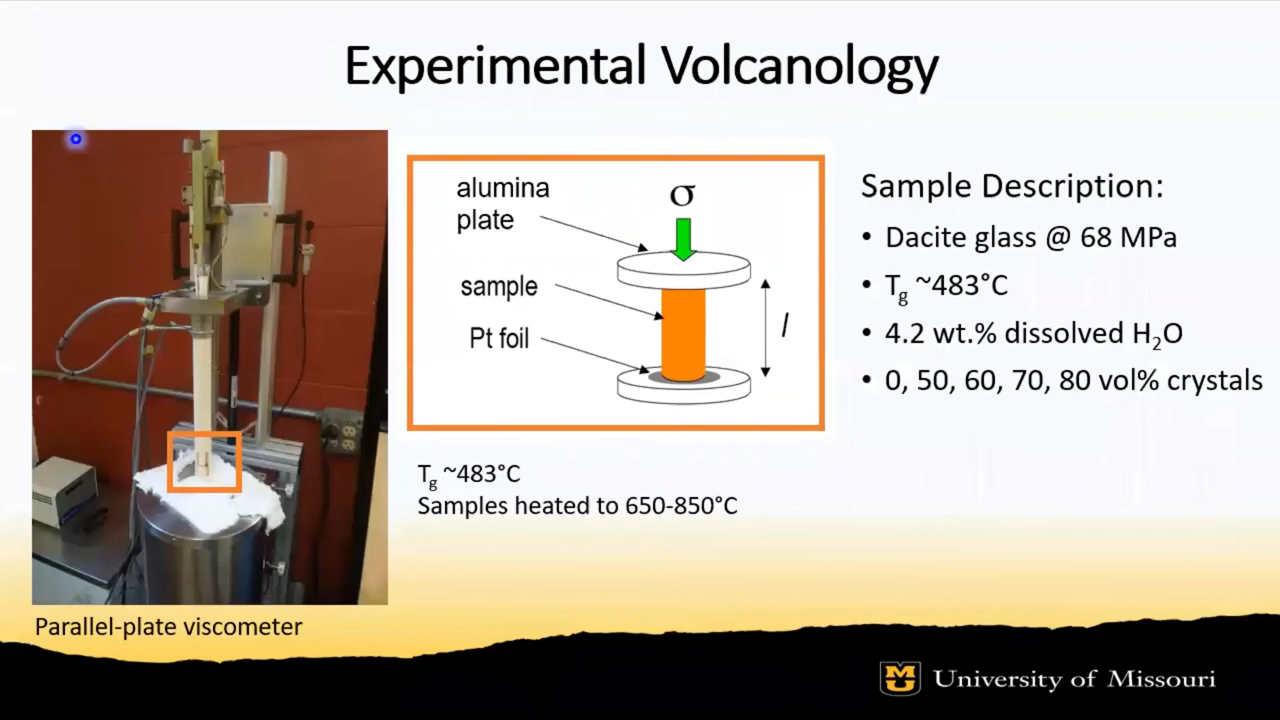 Experimental Volcanology
alumina
plate
σ
sample
Pt foil
l
Sample Description:
• Dacite glass @ 68 MPa
• Tg ~483°C
• 4.2 wt.% dissolved H₂O
• 0, 50, 60, 70, 80 vol% crystals
Tg ~483°C
Samples heated to 650-850°C
Parallel-plate viscometer
University of Missouri